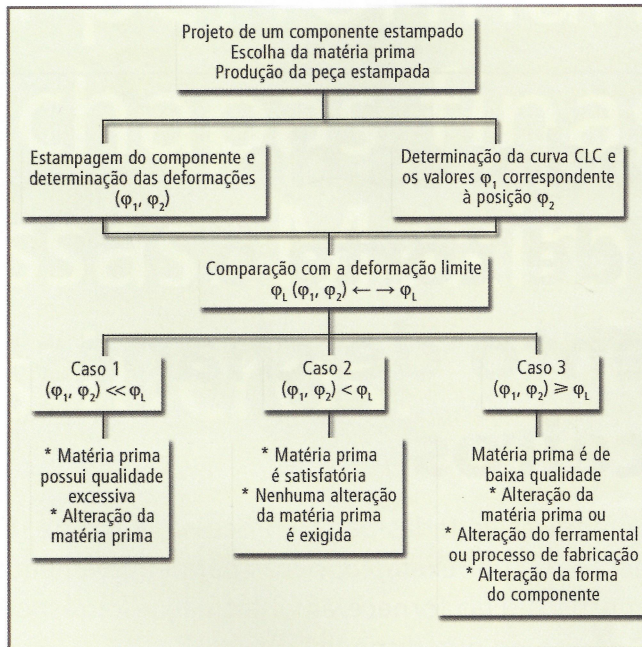 Projeto de um componente estampado
Escolha da matéria prima
Produção da peça estampada
Estampagem do componente e
determinação das deformações
(φ₁, φ₂)
Determinação da curva CLC e
os valores φ₁ correspondente
à posição φ₂
Comparação com a deformação limite
φL (φ₁, φ₂) ← → φL
Caso 1
(φ₁, φ₂) << φL
Caso 2
(φ₁, φ₂) < φL
Caso 3
(φ₁, φ₂) ⩾ φL
* Matéria prima
possui qualidade
excessiva
* Alteração da
matéria prima
* Matéria prima
é satisfatória
* Nenhuma alteração
da matéria prima
é exigida
Matéria prima é de
baixa qualidade
* Alteração da
matéria prima ou
* Alteração do ferramental
ou processo de fabricação
* Alteração da forma
do componente